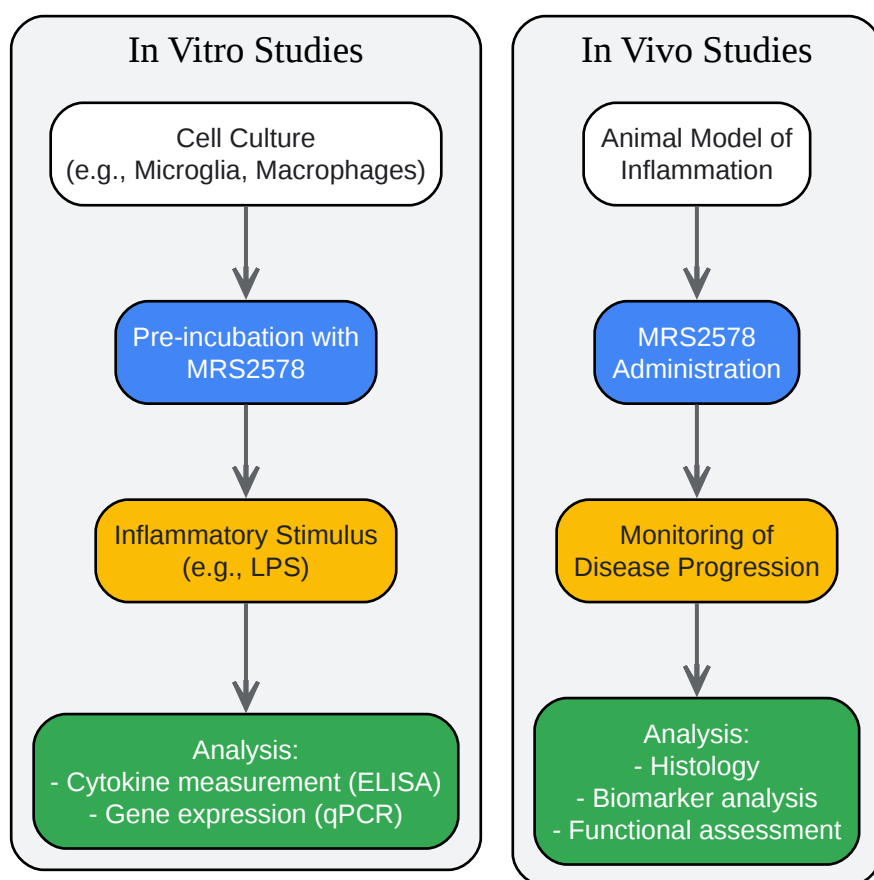 In Vitro Studies
Cell Culture
(e.g., Microglia, Macrophages)
Pre-incubation with
MRS2578
Inflammatory Stimulus
(e.g., LPS)
Analysis:
- Cytokine measurement (ELISA)
- Gene expression (qPCR)
In Vivo Studies
Animal Model of
Inflammation
MRS2578
Administration
Monitoring of
Disease Progression
Analysis:
- Histology
- Biomarker analysis
- Functional assessment